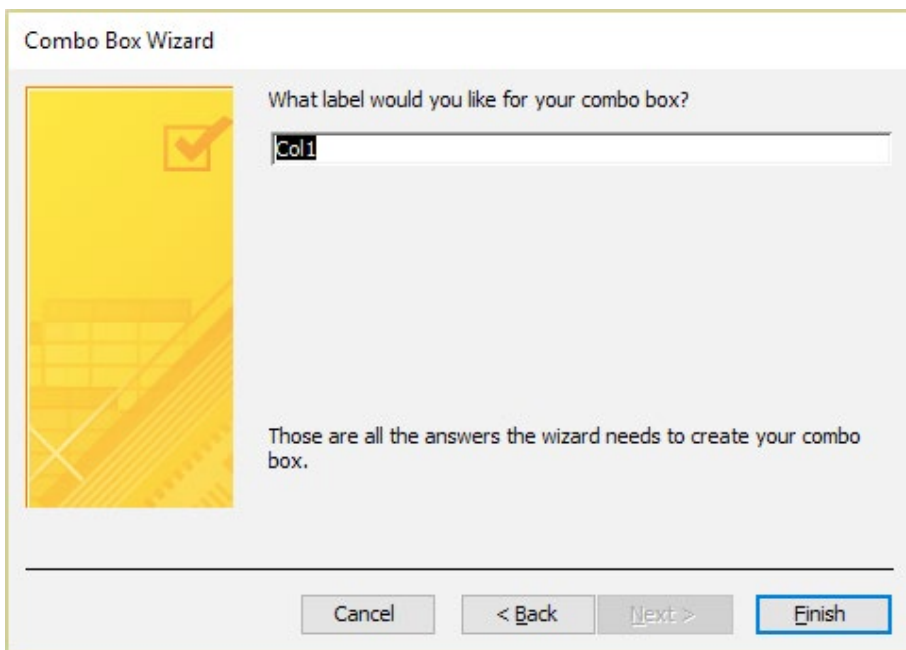 Combo Box Wizard
What label would you like for your combo box?
Col1
Those are all the answers the wizard needs to create your combo
box.
Cancel
< Back
Next >
Finish